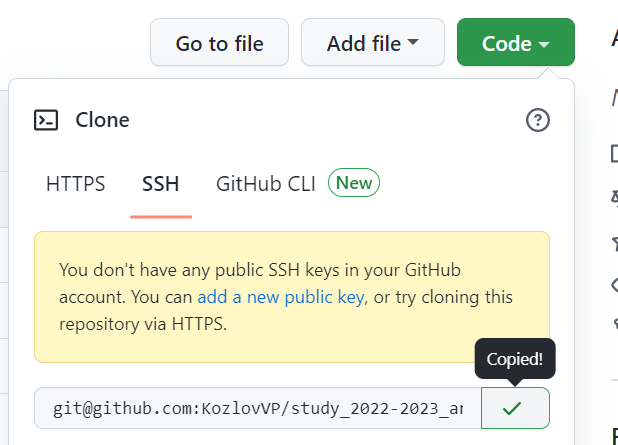 Go to file
Add file
Code
Clone
HTTPS
SSH
GitHub CLI
New
You don't have any public SSH keys in your GitHub
account. You can add a new public key, or try cloning this
repository via HTTPS.
Copied!
git@github.com:KozlovVP/study_2022-2023_ar